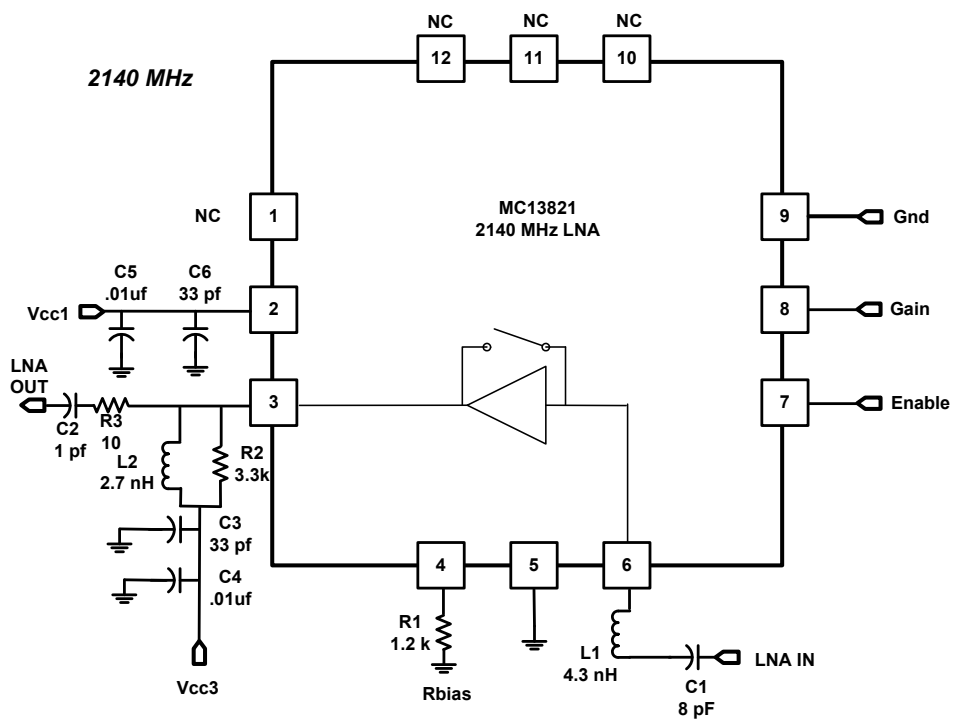 NC
NC
NC
12
11
10
2140 MHz
MC13821
2140 MHz LNA
NC
1
9
Gnd
C5
.01uf
C6
33 pf
Vcc1
2
8
Gain
LNA
OUT
3
7
Enable
C2
1 pf
R3
10
L2
2.7 nH
R2
3.3k
C3
33 pf
C4
.01uf
Vcc3
4
5
6
R1
1.2 k
Rbias
L1
4.3 nH
C1
8 pF
LNA IN